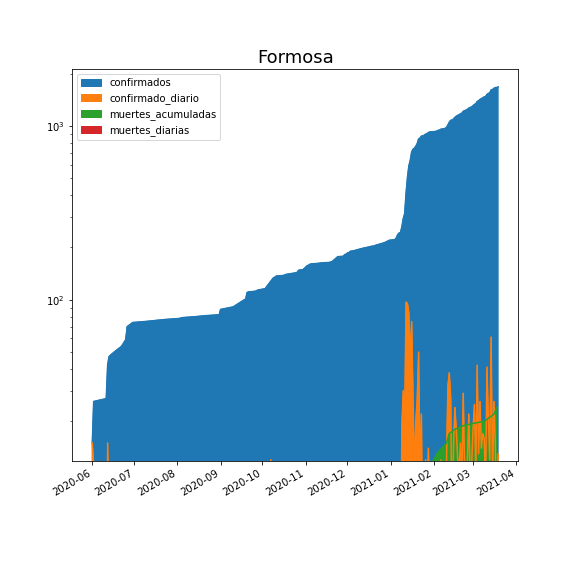 Formosa
confirmados
confirmado_diario
muertes_acumuladas
muertes_diarias
10³
10²
2020-06
2020-07
2020-08
2020-09
2020-10
2020-11
2020-12
2021-01
2021-02
2021-03
2021-04